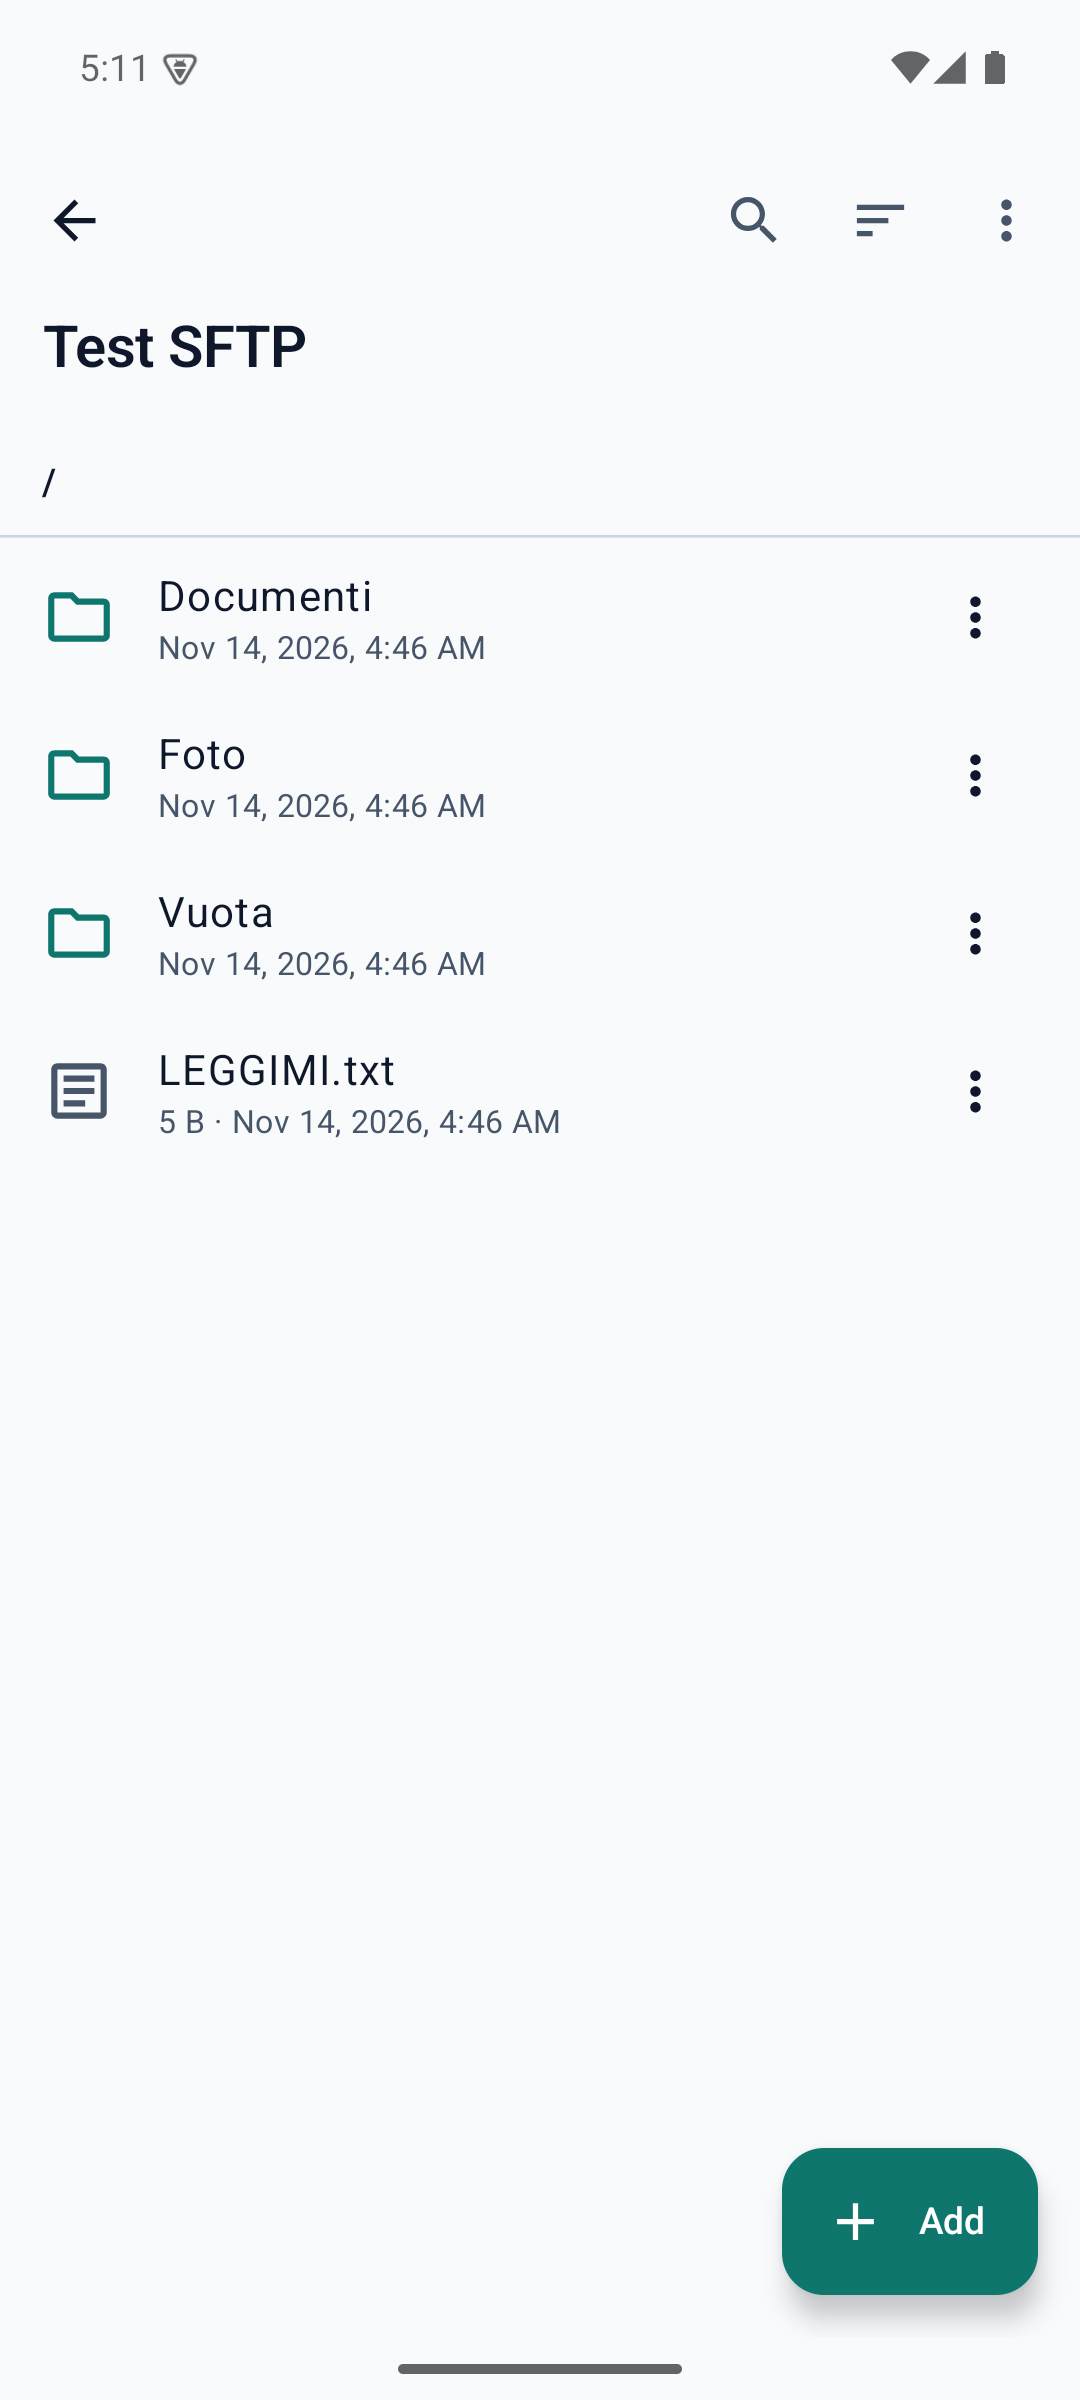 5:11
Test SFTP
/
Documenti
Nov 14, 2026, 4:46 AM
Foto
Nov 14, 2026, 4:46 AM
Vuota
Nov 14, 2026, 4:46 AM
LEGGIMI.txt
5 B · Nov 14, 2026, 4:46 AM
Add